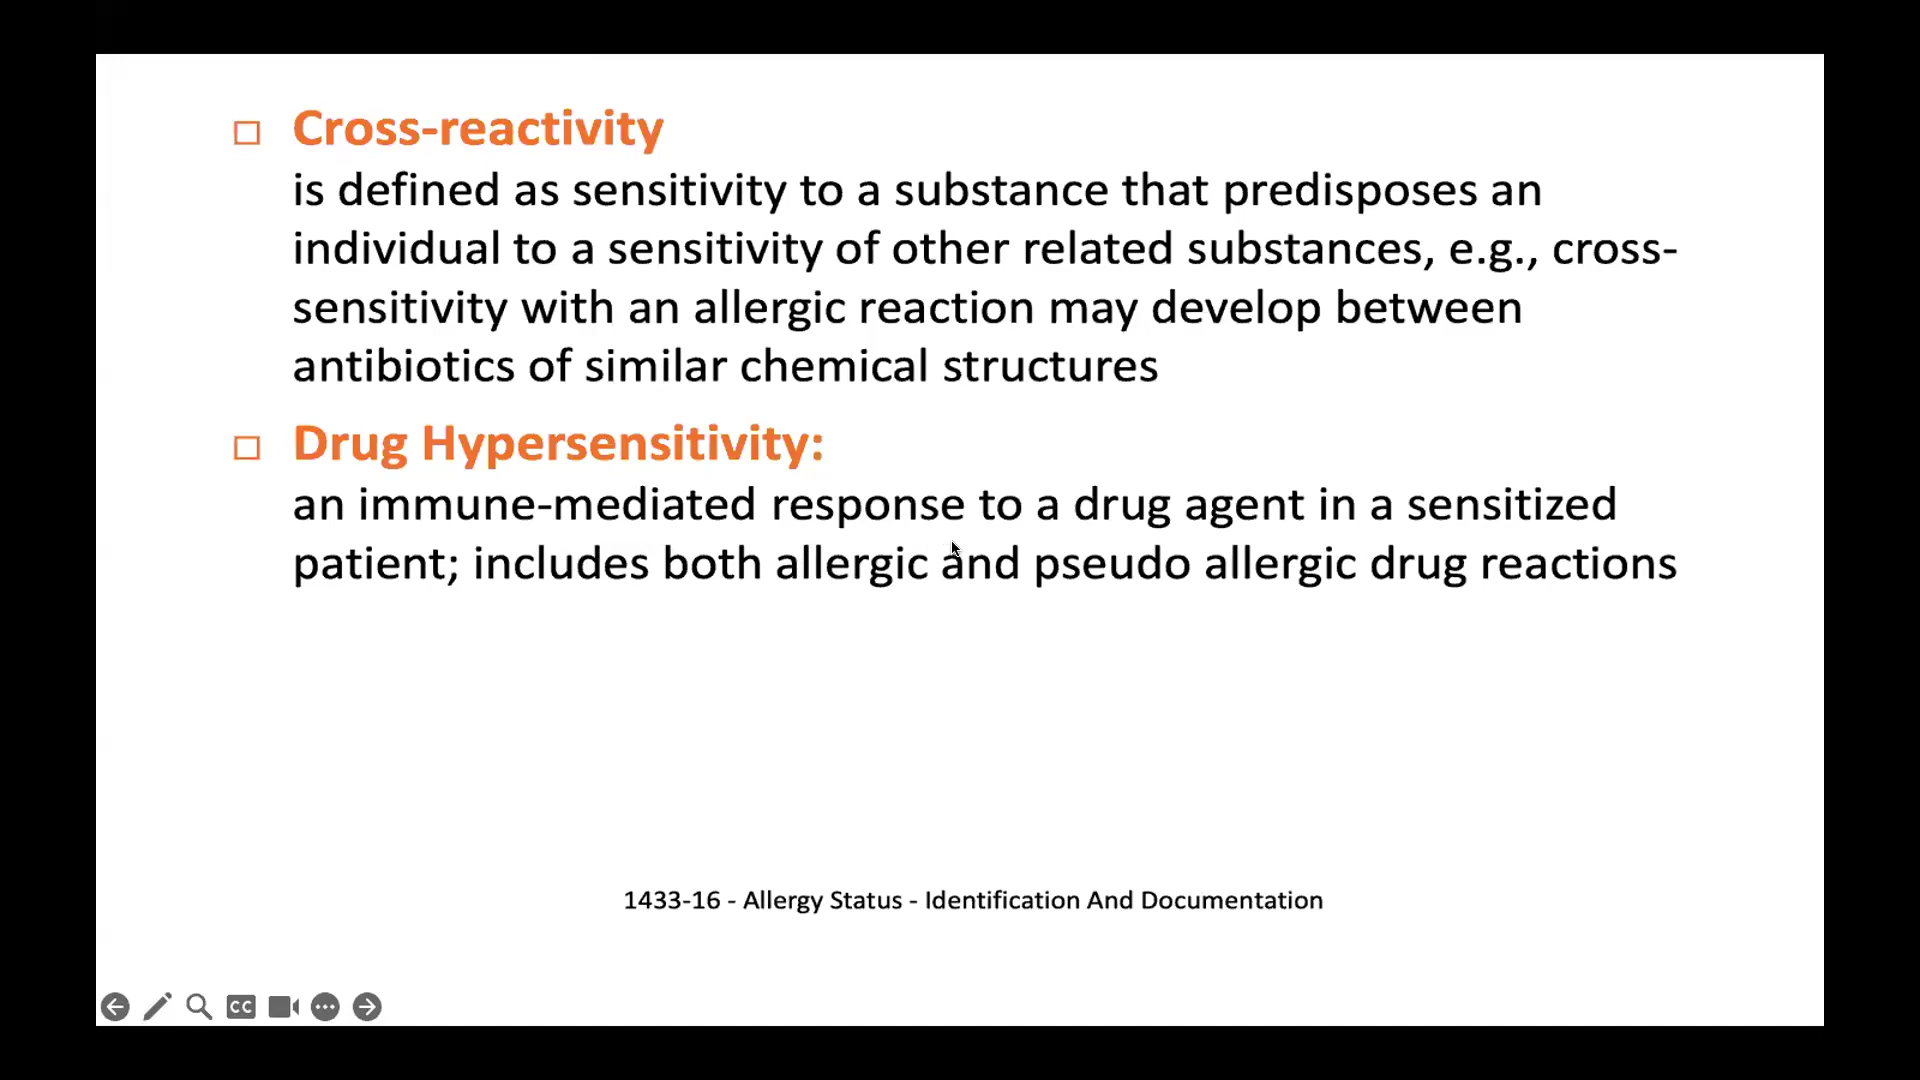 Cross-reactivity
is defined as sensitivity to a substance that predisposes an
individual to a sensitivity of other related substances, e.g., cross-
sensitivity with an allergic reaction may develop between
antibiotics of similar chemical structures
Drug Hypersensitivity:
an immune-mediated response to a drug agent in a sensitized
patient; includes both allergic and pseudo allergic drug reactions
1433-16 - Allergy Status - Identification And Documentation
CC